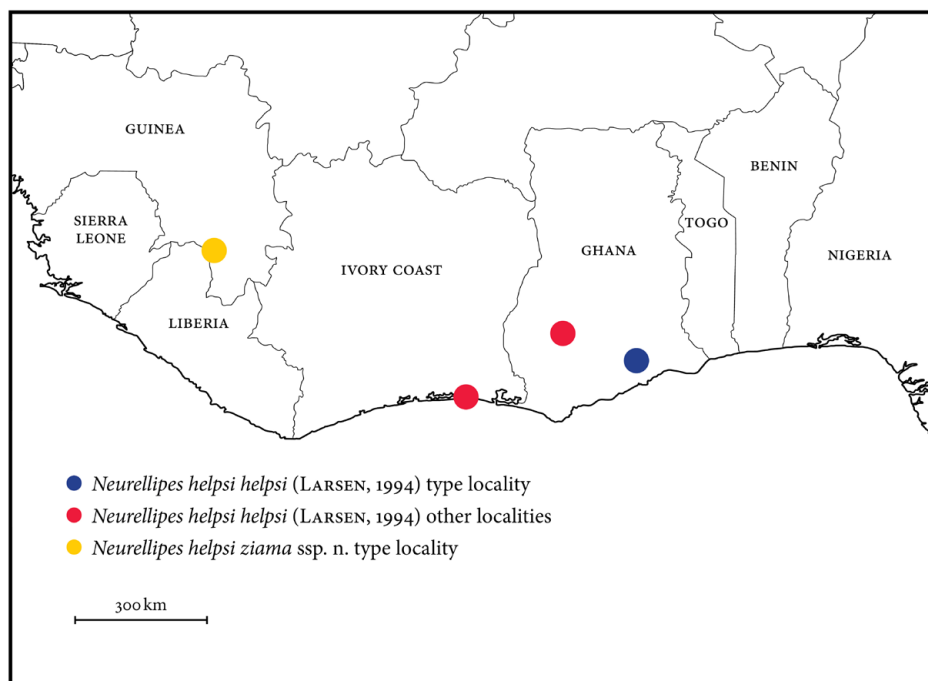 GUINEA
BENIN
SIERRA
LEONE
TOGO
GHANA
NIGERIA
IVORY COAST
LIBERIA
Neurellipes helpsi helpsi (LARSEN, 1994) type locality
Neurellipes helpsi helpsi (LARSEN, 1994) other localities
Neurellipes helpsi ziama ssp. n. type locality
300 km